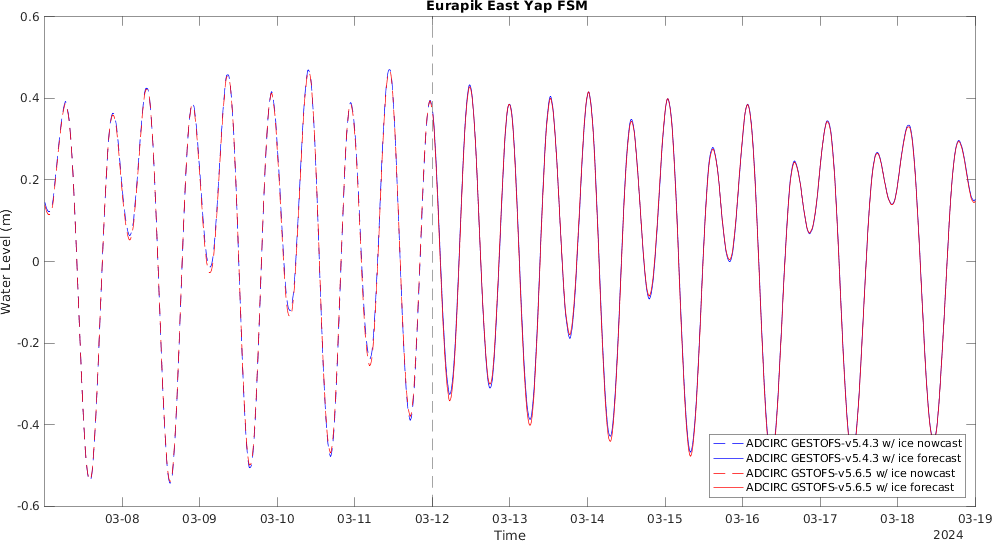 Eurapik East Yap FSM
0.6
0.4
0.2
0
-0.2
-0.4
-0.6
Water Level (m)
ADCIRC GESTOFS-v5.4.3 w/ ice nowcast
ADCIRC GESTOFS-v5.4.3 w/ ice forecast
ADCIRC GSTOFS-v5.6.5 w/ ice nowcast
ADCIRC GSTOFS-v5.6.5 w/ ice forecast
03-08 03-09 03-10 03-11 03-12 03-13 03-14 03-15 03-16 03-17 03-18 03-19
Time
2024